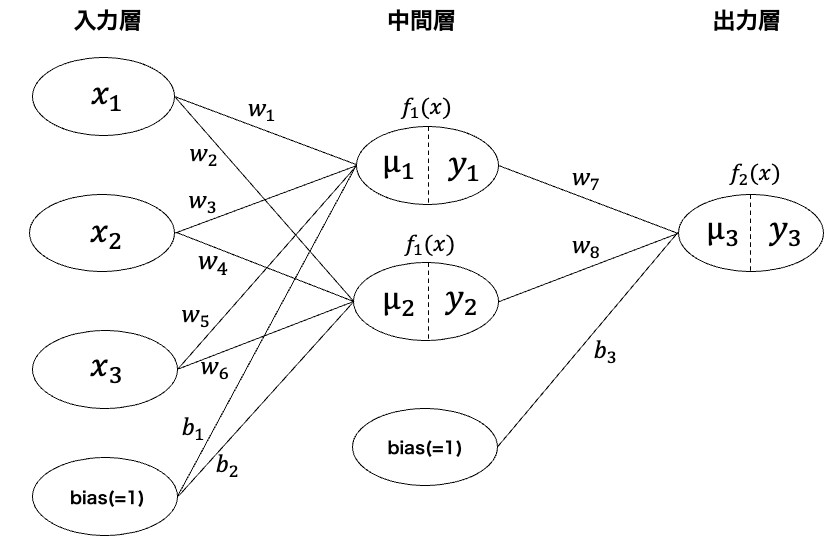 入力層
中間層
出力層
x₁
w₁
f₁(x)
μ₁ y₁
w₂
w₇
f₂(x)
w₃
x₂
μ₃ y₃
w₄
f₁(x)
w₈
μ₂ y₂
w₅
x₃
w₆
b₃
b₁
b₂
bias(=1)
bias(=1)